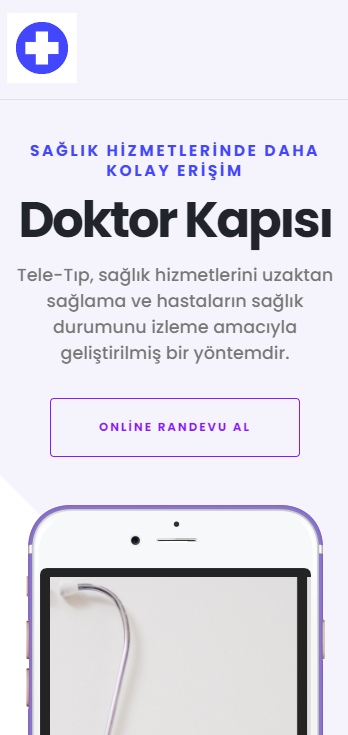 SAĞLIK HİZMETLERİNDE DAHA
KOLAY ERİŞİM
Doktor Kapısı
Tele-Tıp, sağlık hizmetlerini uzaktan
sağlama ve hastaların sağlık
durumunu izleme amacıyla
geliştirilmiş bir yöntemdir.
ONLİNE RANDEVU AL